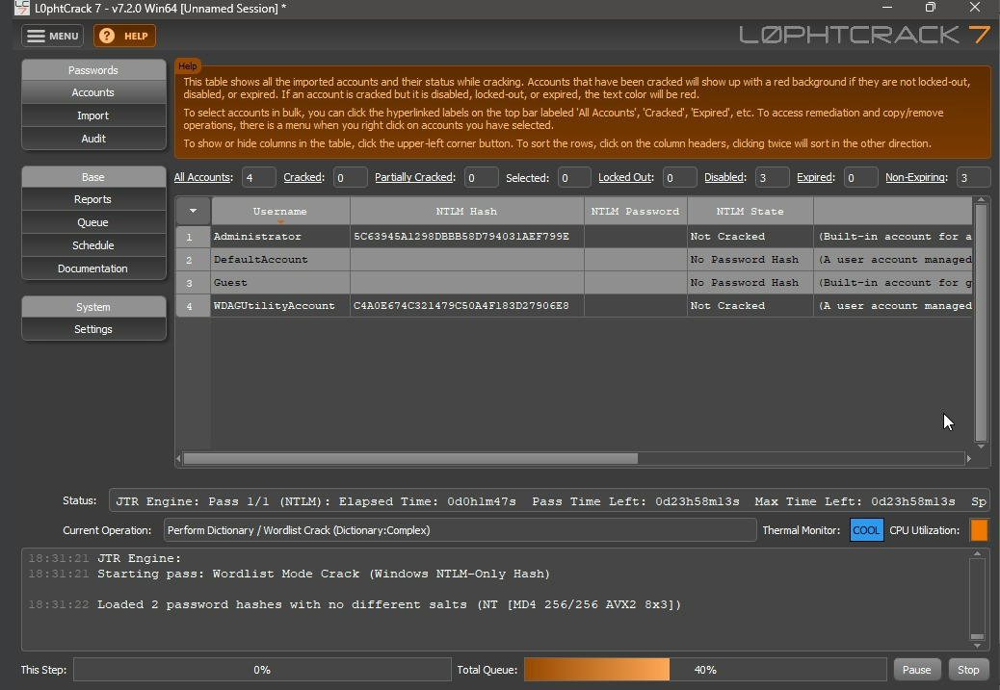 L0phtCrack 7 - v7.2.0 Win64 [Unnamed Session] *
MENU
HELP
LØPHTCRACK 7
Passwords
Accounts
Import
Audit
Base
Reports
Queue
Schedule
Documentation
System
Settings
Help
This table shows all the imported accounts and their status while cracking. Accounts that have been cracked will show up with a red background if they are not locked-out,
disabled, or expired. If an account is cracked but it is disabled, locked-out, or expired, the text color will be red.
To select accounts in bulk, you can click the hyperlinked labels on the top bar labeled 'All Accounts', 'Cracked', 'Expired', etc. To access remediation and copy/remove
operations, there is a menu when you right click on accounts you have selected.
To show or hide columns in the table, click the upper-left corner button. To sort the rows, click on the column headers, clicking twice will sort in the other direction.
All Accounts: 4 Cracked: 0 Partially Cracked: 0 Selected: 0 Locked Out: 0 Disabled: 3 Expired: 0 Non-Expiring: 3
Username NTLM Hash NTLM Password NTLM State
1 Administrator 5C63945A1298DBBB58D794031AEF799E Not Cracked (Built-in account for a
2 DefaultAccount No Password Hash (A user account managed
3 Guest No Password Hash (Built-in account for g
4 WDAGUtilityAccount C4A0E674C321479C50A4F183D27906E8 Not Cracked (A user account managed
Status: JTR Engine: Pass 1/1 (NTLM): Elapsed Time: 0d0h1m47s Pass Time Left: 0d23h58m13s Max Time Left: 0d23h58m13s Sp
Current Operation: Perform Dictionary / Wordlist Crack (Dictionary:Complex) Thermal Monitor: COOL CPU Utilization:
18:31:21 JTR Engine:
18:31:21 Starting pass: Wordlist Mode Crack (Windows NTLM-Only Hash)
18:31:22 Loaded 2 password hashes with no different salts (NT [MD4 256/256 AVX2 8x3])
This Step: 0% Total Queue: 40% Pause Stop